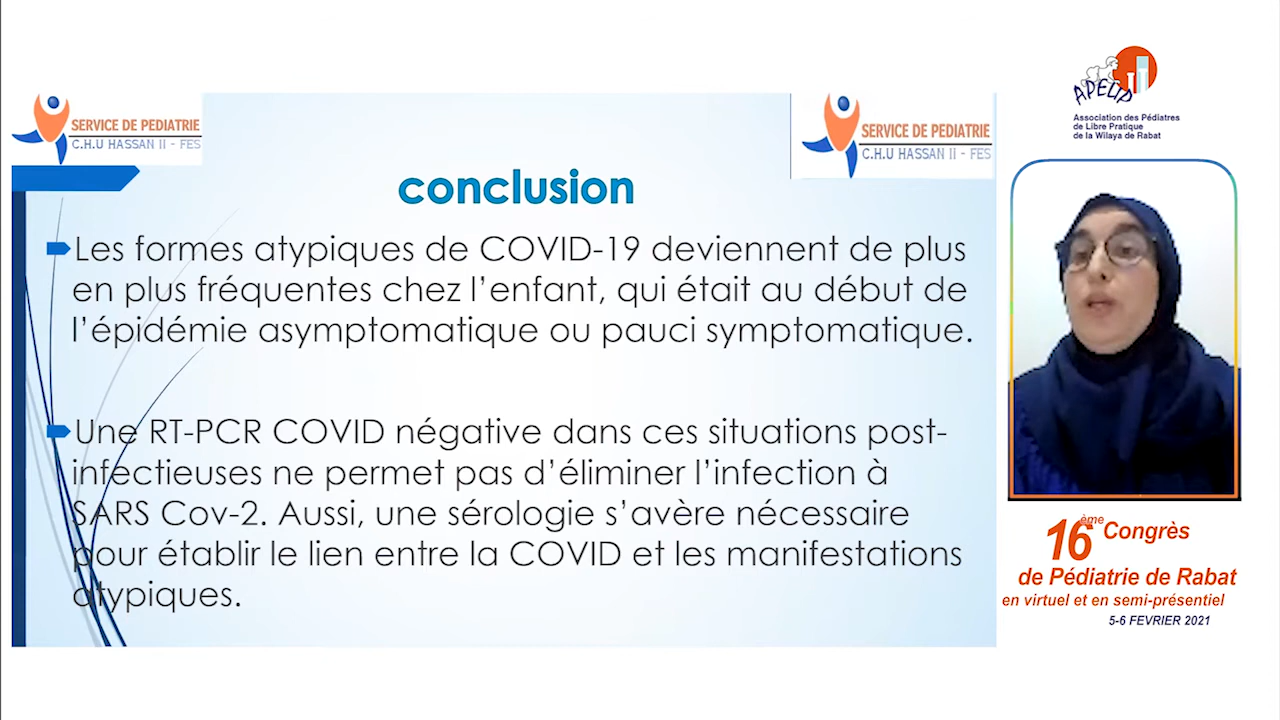 SERVICE DE PEDIATRIE
C.H.U HASSAN II - FES
SERVICE DE PEDIATRIE
C.H.U HASSAN II - FES
conclusion
Les formes atypiques de COVID-19 deviennent de plus
en plus fréquentes chez l’enfant, qui était au début de
l’épidémie asymptomatique ou pauci symptomatique.
Une RT-PCR COVID négative dans ces situations post-
infectieuses ne permet pas d’éliminer l’infection à
SARS Cov-2. Aussi, une sérologie s’avère nécessaire
pour établir le lien entre la COVID et les manifestations
atypiques.
APELIP
Association des Pédiatres
de Libre Pratique
de la Wilaya de Rabat
16ème Congrès
de Pédiatrie de Rabat
en virtuel et en semi-présentiel
5-6 FEVRIER 2021